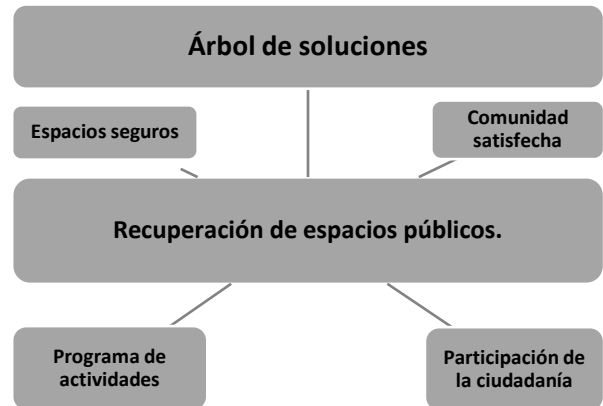 Árbol de soluciones
Espacios seguros
Comunidad
satisfecha
Recuperación de espacios públicos.
Programa de
actividades
Participación de
la ciudadanía